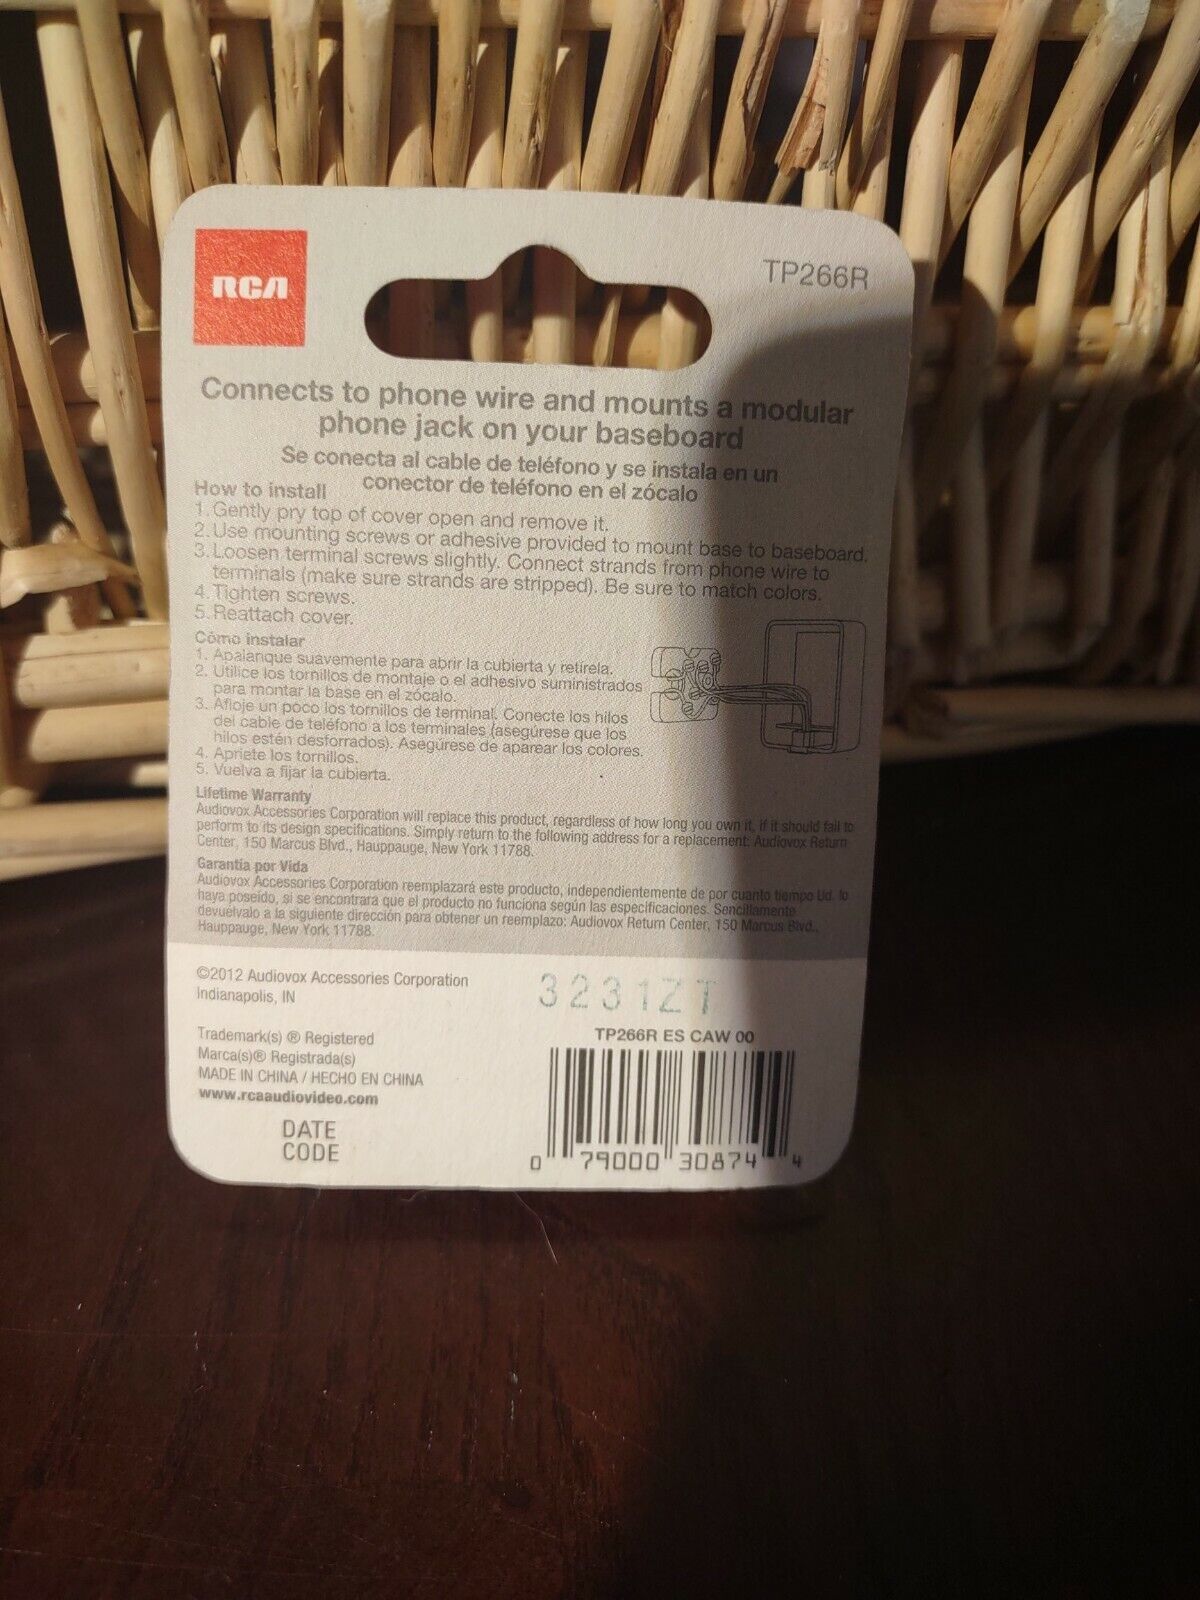 RCA
TP266R
Connects to phone wire and mounts a modular
phone jack on your baseboard
Se conecta al cable de teléfono y se instala en un
conector de teléfono en el zócalo
How to install
1. Gently pry top of cover open and remove it.
2. Use mounting screws or adhesive provided to mount base to baseboard.
3. Loosen terminal screws slightly. Connect strands from phone wire to
terminals (make sure strands are stripped). Be sure to match colors.
4. Tighten screws.
5. Reattach cover.
Cómo instalar
1. Apalanque suavemente para abrir la cubierta y retirela.
2. Utilice los tornillos de montaje o el adhesivo suministrados
para montar la base en el zócalo.
3. Afloje un poco los tornillos de terminal. Conecte los hilos
del cable de teléfono a los terminales (asegúrese que los
hilos estén desforrados). Asegúrese de aparear los colores.
4. Apriete los tornillos.
5. Vuelva a fijar la cubierta.
Lifetime Warranty
Audiovox Accessories Corporation will replace this product, regardless of how long you own it, if it should fail to
perform to its design specifications. Simply return to the following address for a replacement: Audiovox Return
Center, 150 Marcus Blvd., Hauppauge, New York 11788.
Garantía por Vida
Audiovox Accessories Corporation reemplazará este producto, independientemente de por cuanto tiempo Ud. lo
haya poseído, si se encontrara que el producto no funciona según las especificaciones. Sencillamente
devuélvalo a la siguiente dirección para obtener un reemplazo: Audiovox Return Center, 150 Marcus Blvd.,
Hauppauge, New York 11788.
©2012 Audiovox Accessories Corporation
Indianapolis, IN
3231ZT
Trademark(s) ® Registered
Marca(s)® Registrada(s)
MADE IN CHINA / HECHO EN CHINA
www.rcaaudiovideo.com
DATE
CODE
TP266R ES CAW 00
0 79000 30874 4